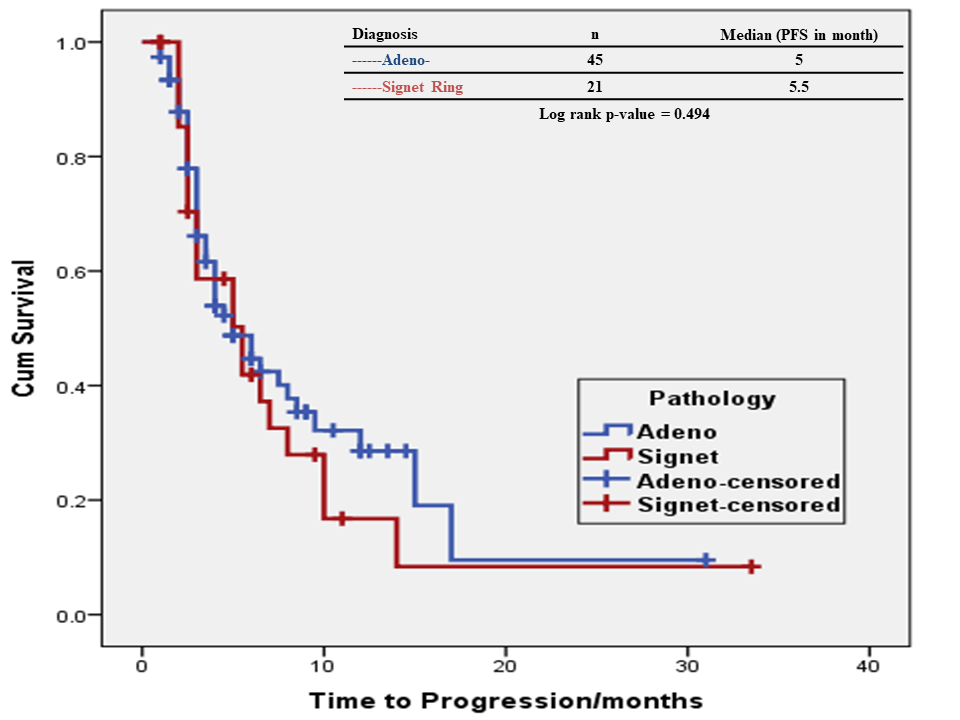 Diagnosis n Median (PFS in month)
------Adeno- 45 5
------Signet Ring 21 5.5
Log rank p-value = 0.494
1.0
0.8
0.6
0.4
0.2
0.0
Cum Survival
Pathology
Adeno
Signet
Adeno-censored
Signet-censored
0 10 20 30 40
Time to Progression/months